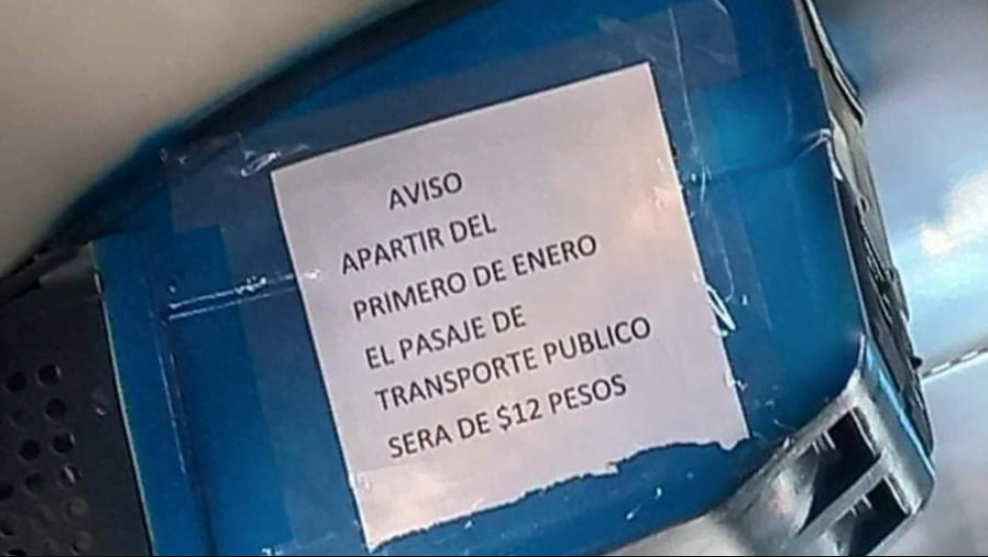 AVISO
APARTIR DEL
PRIMERO DE ENERO
EL PASAJE DE
TRANSPORTE PUBLICO
SERA DE $12 PESOS